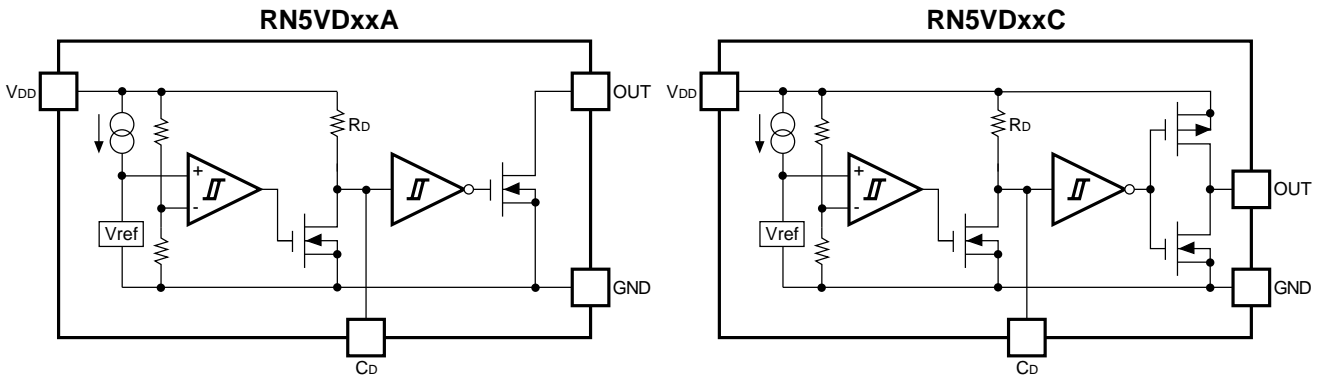 RN5VDxxA
VDD
OUT
RD
+
-
Vref
GND
CD
RN5VDxxC
VDD
RD
+
-
Vref
OUT
GND
CD